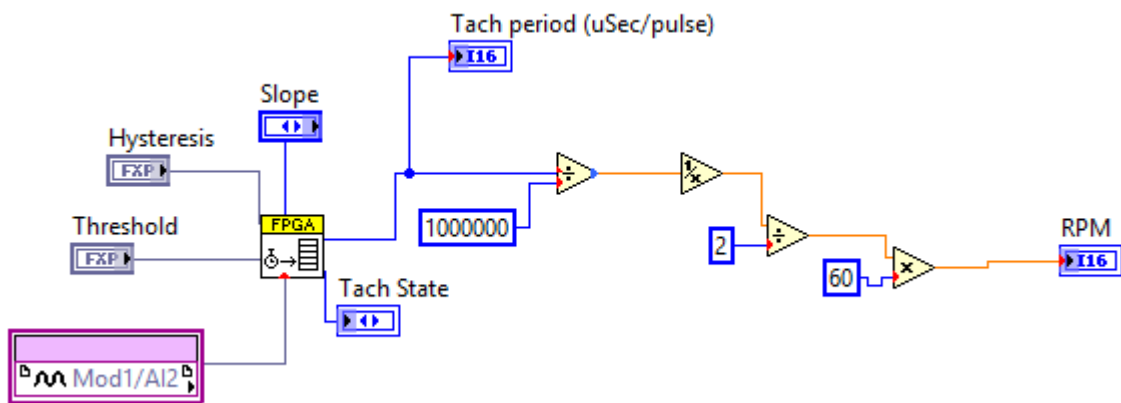 Tach period (uSec/pulse)
I16
Slope
Hysteresis
FXP
÷
1/x
FPGA
1000000
Threshold
FXP
2
÷
RPM
60
x
I16
Tach State
Mod1/AI2